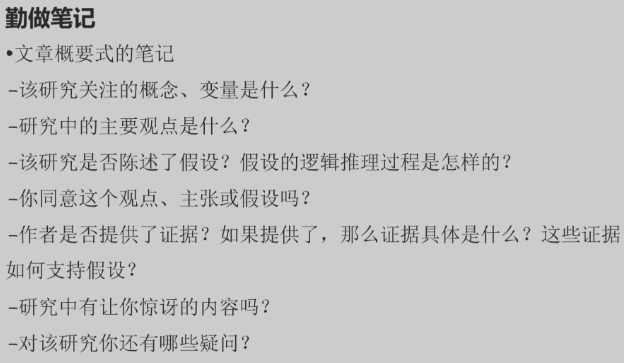 勤做笔记
•文章概要式的笔记
–该研究关注的概念、变量是什么？
–研究中的主要观点是什么？
–该研究是否陈述了假设？假设的逻辑推理过程是怎样的？
–你同意这个观点、主张或假设吗？
–作者是否提供了证据？如果提供了，那么证据具体是什么？这些证据
如何支持假设？
–研究中有让你惊讶的内容吗？
–对该研究你还有哪些疑问？